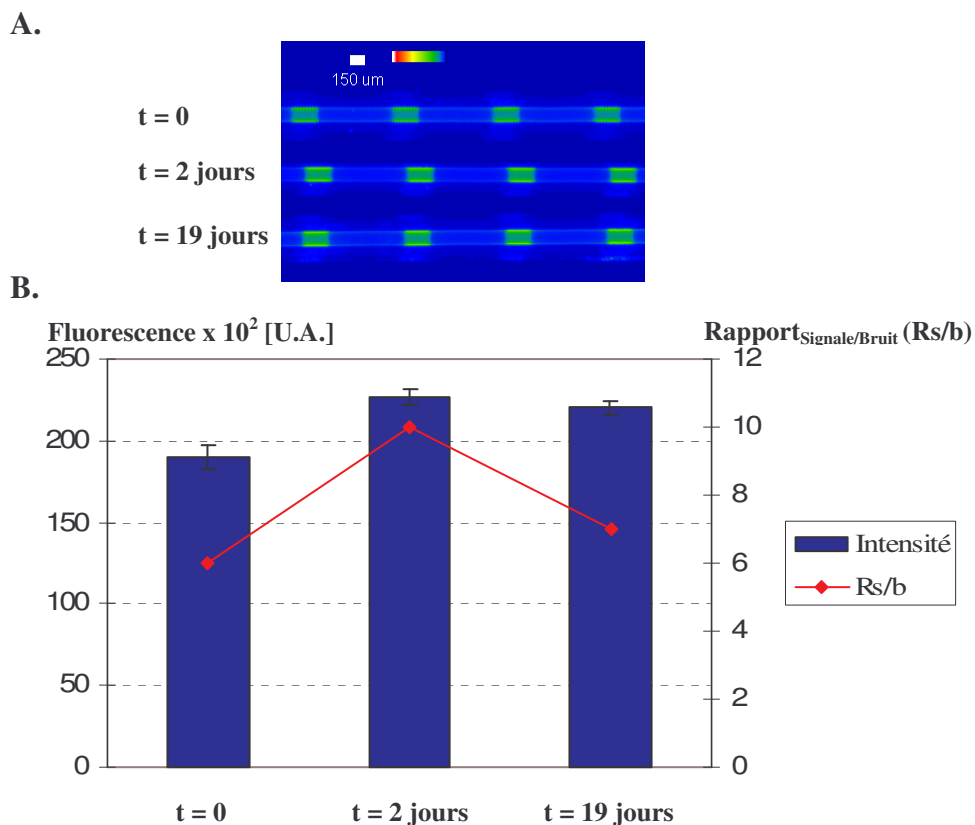 A.
150 um
t = 0
t = 2 jours
t = 19 jours
B.
Fluorescence x 10² [U.A.]
Rapport Signale/Bruit (Rs/b)
250
200
150
100
50
0
12
10
8
6
4
2
0
Intensité
Rs/b
t = 0
t = 2 jours
t = 19 jours